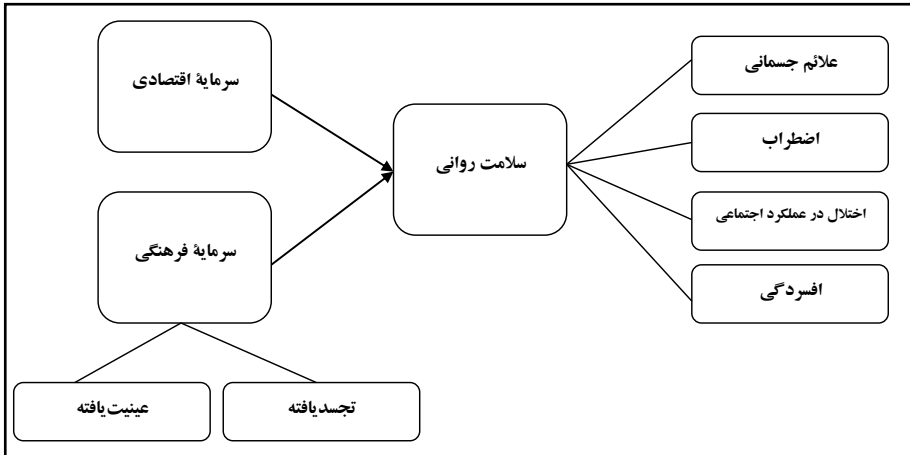 سرمایهٔ اقتصادی
سرمایهٔ فرهنگی
عینیت‌یافته
تجسدیافته
سلامت روانی
علائم جسمانی
اضطراب
اختلال در عملکرد اجتماعی
افسردگی